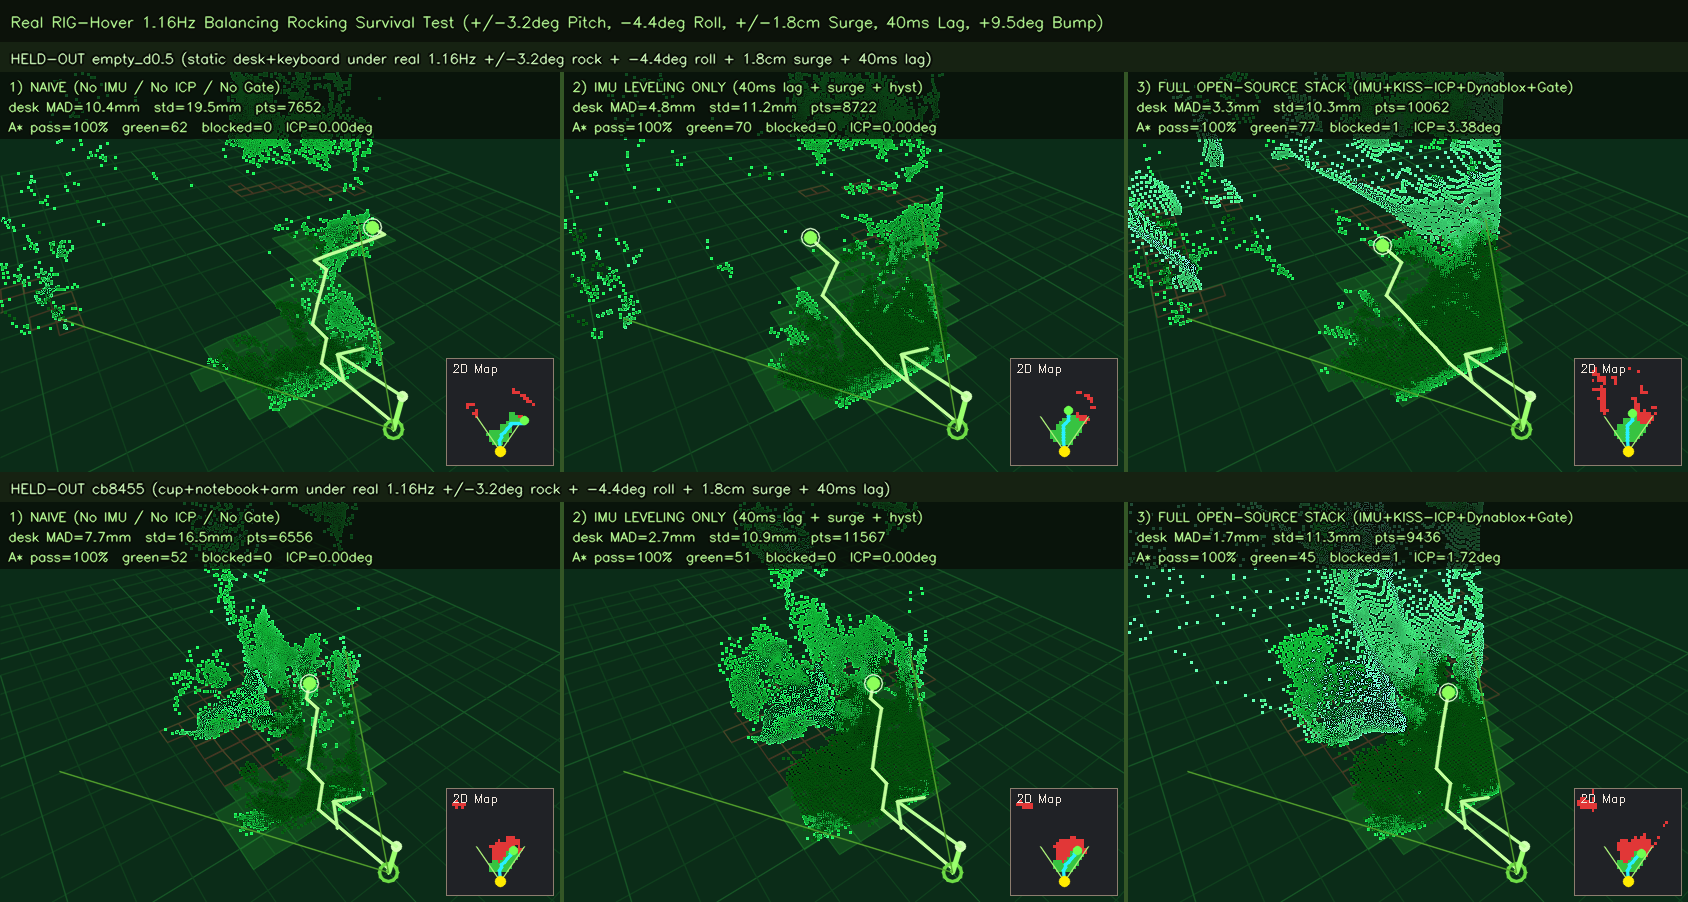 Real RIG-Hover 1.16Hz Balancing Rocking Survival Test (+/-3.2deg Pitch, -4.4deg Roll, +/-1.8cm Surge, 40ms Lag, +9.5deg Bump)
HELD-OUT empty_d0.5 (static desk+keyboard under real 1.16Hz +/-3.2deg rock + -4.4deg roll + 1.8cm surge + 40ms lag)
1) NAIVE (No IMU / No ICP / No Gate)
desk MAD=10.4mm std=19.5mm pts=7652
A* pass=100% green=62 blocked=0 ICP=0.00deg
2D Map
2) IMU LEVELING ONLY (40ms lag + surge + hyst)
desk MAD=4.8mm std=11.2mm pts=8722
A* pass=100% green=70 blocked=0 ICP=0.00deg
2D Map
3) FULL OPEN-SOURCE STACK (IMU+KISS-ICP+Dynablox+Gate)
desk MAD=3.3mm std=10.3mm pts=10062
A* pass=100% green=77 blocked=1 ICP=3.38deg
2D Map
HELD-OUT cb8455 (cup+notebook+arm under real 1.16Hz +/-3.2deg rock + -4.4deg roll + 1.8cm surge + 40ms lag)
1) NAIVE (No IMU / No ICP / No Gate)
desk MAD=7.7mm std=16.5mm pts=6556
A* pass=100% green=52 blocked=0 ICP=0.00deg
2D Map
2) IMU LEVELING ONLY (40ms lag + surge + hyst)
desk MAD=2.7mm std=10.9mm pts=11567
A* pass=100% green=51 blocked=0 ICP=0.00deg
2D Map
3) FULL OPEN-SOURCE STACK (IMU+KISS-ICP+Dynablox+Gate)
desk MAD=1.7mm std=11.3mm pts=9436
A* pass=100% green=45 blocked=1 ICP=1.72deg
2D Map